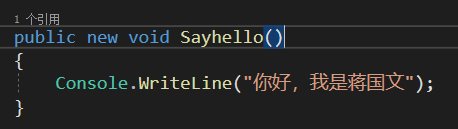 1 个引用
public new void Sayhello()
{
Console.WriteLine("你好，我是蒋国文");
}